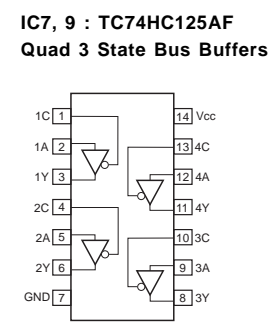 IC7, 9 : TC74HC125AF
Quad 3 State Bus Buffers
1C 1 14 Vcc
1A 2 13 4C
1Y 3 12 4A
2C 4 11 4Y
2A 5 10 3C
2Y 6 9 3A
GND 7 8 3Y